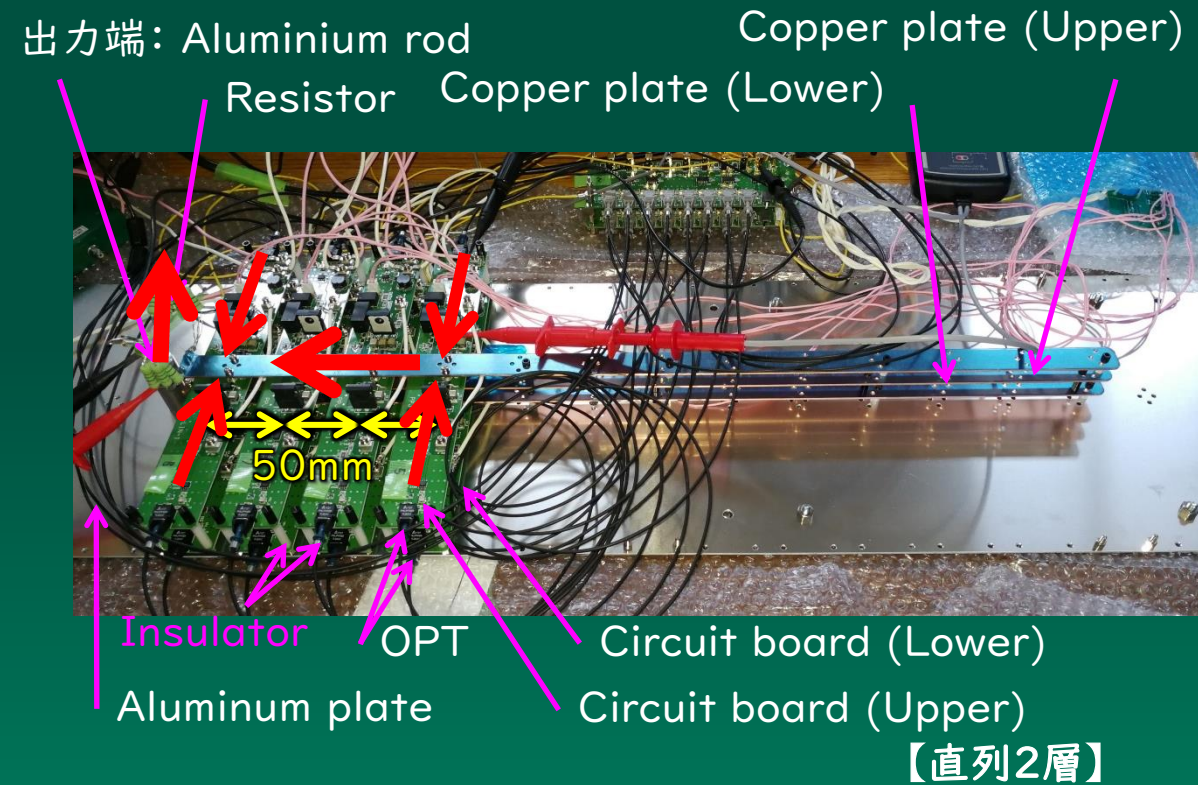 出力端: Aluminium rod
Copper plate (Upper)
Resistor
Copper plate (Lower)
50mm
Insulator
OPT
Circuit board (Lower)
Aluminum plate
Circuit board (Upper)
【直列2層】